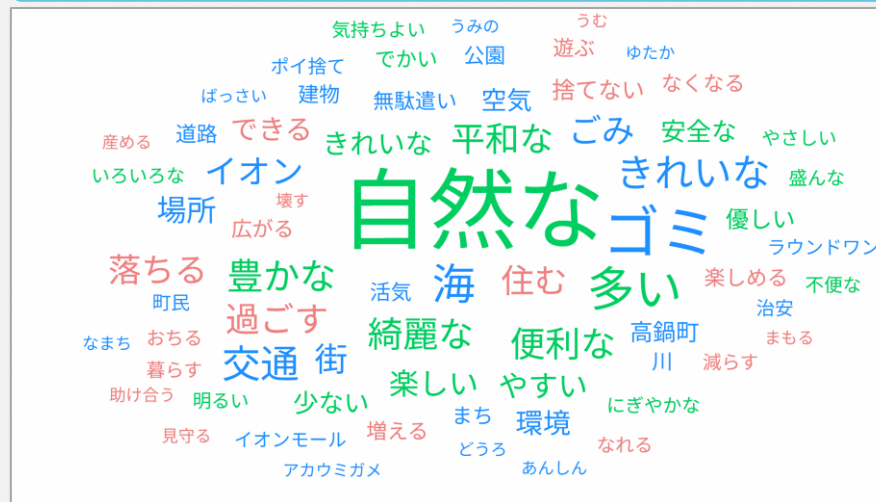 気持ちよい うみの うむ
ポイ捨て でかい 公園 遊ぶ ゆたか
ばっさい 建物 無駄遣い 空気 捨てない なくなる
産める 道路 できる きれいな 平和な ごみ 安全な やさしい
いろいろな イオン きれいな 盛んな
場所 壊す 広がる 自然な ゴミ 優しい ラウンドワン
落ちる 豊かな 活気 海 住む 多い 楽しめる 不便な
町民 過ごす 治安
なまち おちる 交通 街 綺麗な 便利な 高鍋町 川 減らす まもる
暮らす 助け合う 明るい 少ない 楽しい やすい にぎやかな
見守る イオンモール 増える まち どうろ 環境 なれる
アカウミガメ あんしん